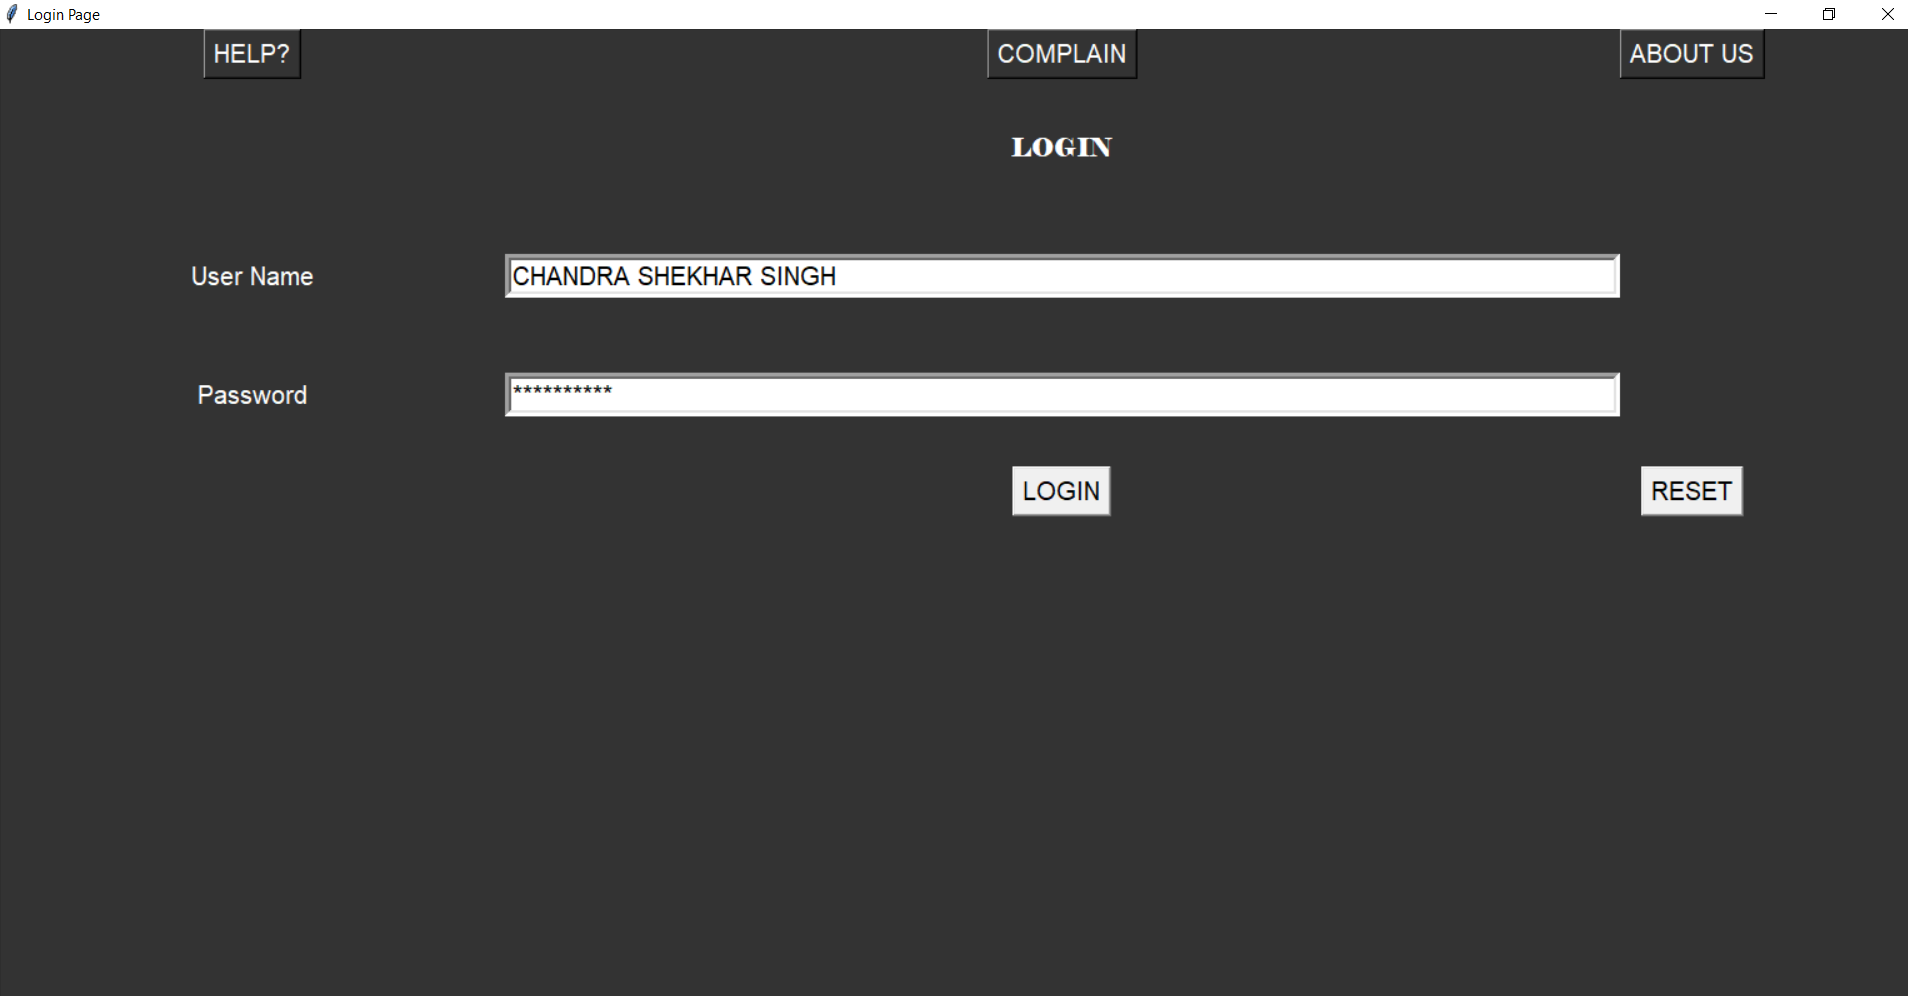 Login Page
HELP? COMPLAIN ABOUT US
LOGIN
User Name CHANDRA SHEKHAR SINGH
Password **********
LOGIN RESET